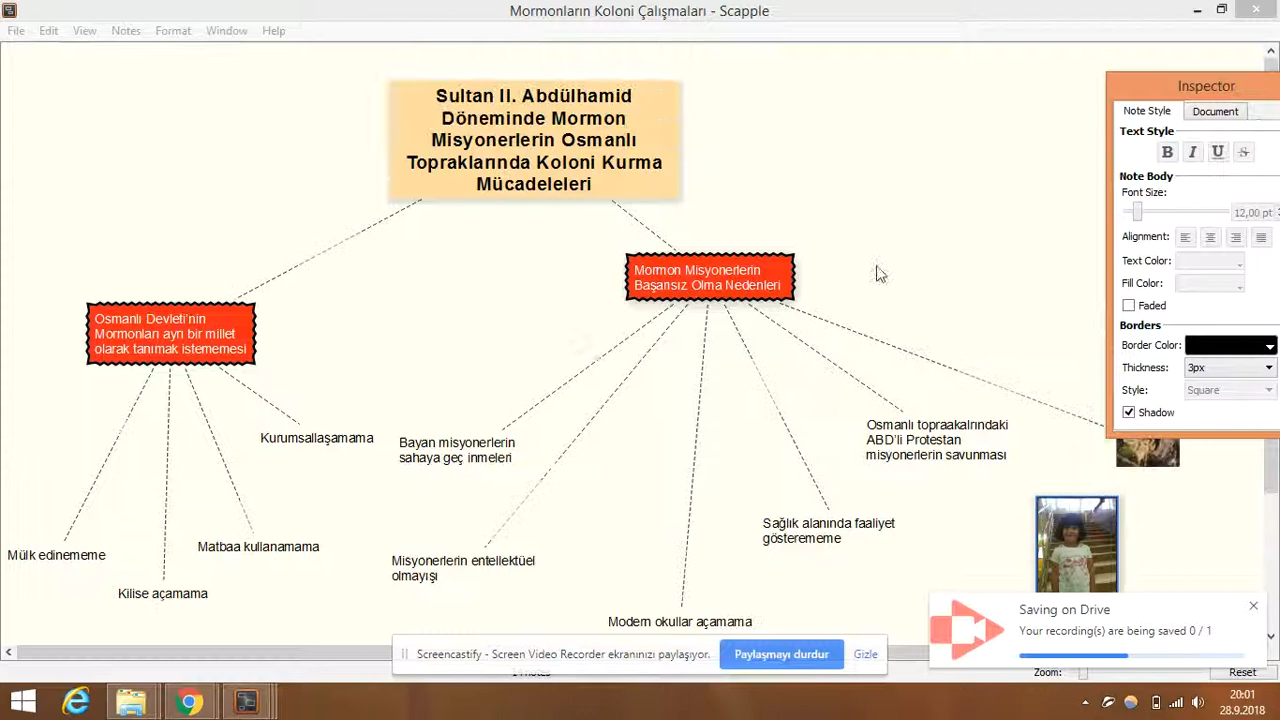 Mormonların Koloni Çalışmaları - Scapple
File Edit View Notes Format Window Help
Sultan II. Abdülhamid
Döneminde Mormon
Misyonerlerin Osmanlı
Topraklarında Koloni Kurma
Mücadeleleri
Mormon Misyonerlerin
Başarısız Olma Nedenleri
Osmanlı Devleti'nin
Mormonları ayrı bir millet
olarak tanımak istememesi
Kurumsallaşamama
Bayan misyonerlerin
sahaya geç inmeleri
Osmanlı topraakalrındaki
ABD'li Protestan
misyonerlerin savunması
Mülk edinememe
Matbaa kullanamama
Kilise açamama
Misyonerlerin entellektüel
olmayışı
Sağlık alanında faaliyet
gösterememe
Modern okullar açamama
Inspector
Note Style Document
Text Style
B I U S
Note Body
Font Size:
12,00 pt
Alignment:
Text Color:
Fill Color:
Faded
Borders
Border Color:
Thickness: 3px
Style: Square
Shadow
Saving on Drive
Your recording(s) are being saved 0 / 1
Screencastify - Screen Video Recorder ekranınızı paylaşıyor. Paylaşmayı durdur Gizle
Zoom: Reset
20:01
28.9.2018